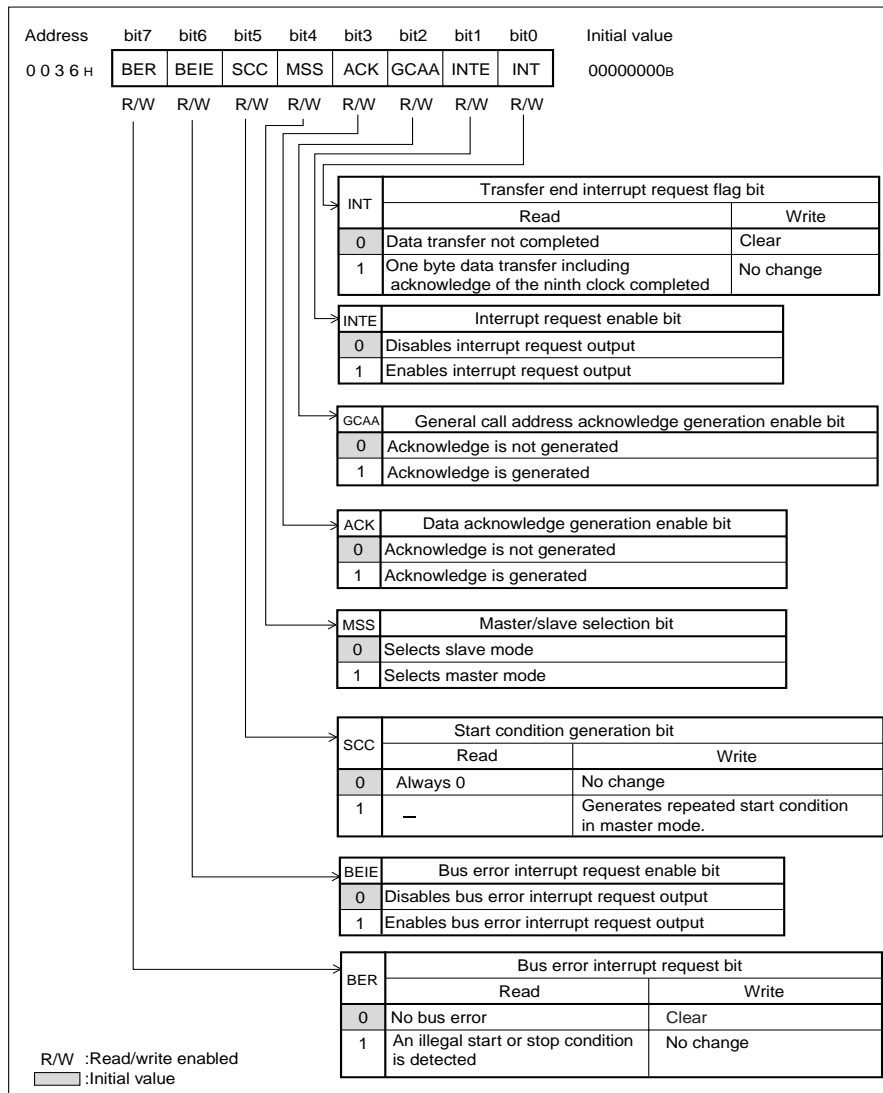 Address bit7 bit6 bit5 bit4 bit3 bit2 bit1 bit0 Initial value
0 0 3 6 H BER BEIE SCC MSS ACK GCAA INTE INT 00000000B
R/W R/W R/W R/W R/W R/W R/W R/W
INT Transfer end interrupt request flag bit
Read Write
0 Data transfer not completed Clear
1 One byte data transfer including
acknowledge of the ninth clock completed No change
INTE Interrupt request enable bit
0 Disables interrupt request output
1 Enables interrupt request output
GCAA General call address acknowledge generation enable bit
0 Acknowledge is not generated
1 Acknowledge is generated
ACK Data acknowledge generation enable bit
0 Acknowledge is not generated
1 Acknowledge is generated
MSS Master/slave selection bit
0 Selects slave mode
1 Selects master mode
SCC Start condition generation bit
Read Write
0 Always 0 No change
1 – Generates repeated start condition
in master mode.
BEIE Bus error interrupt request enable bit
0 Disables bus error interrupt request output
1 Enables bus error interrupt request output
BER Bus error interrupt request bit
Read Write
0 No bus error Clear
1 An illegal start or stop condition
is detected No change
R/W :Read/write enabled
:Initial value